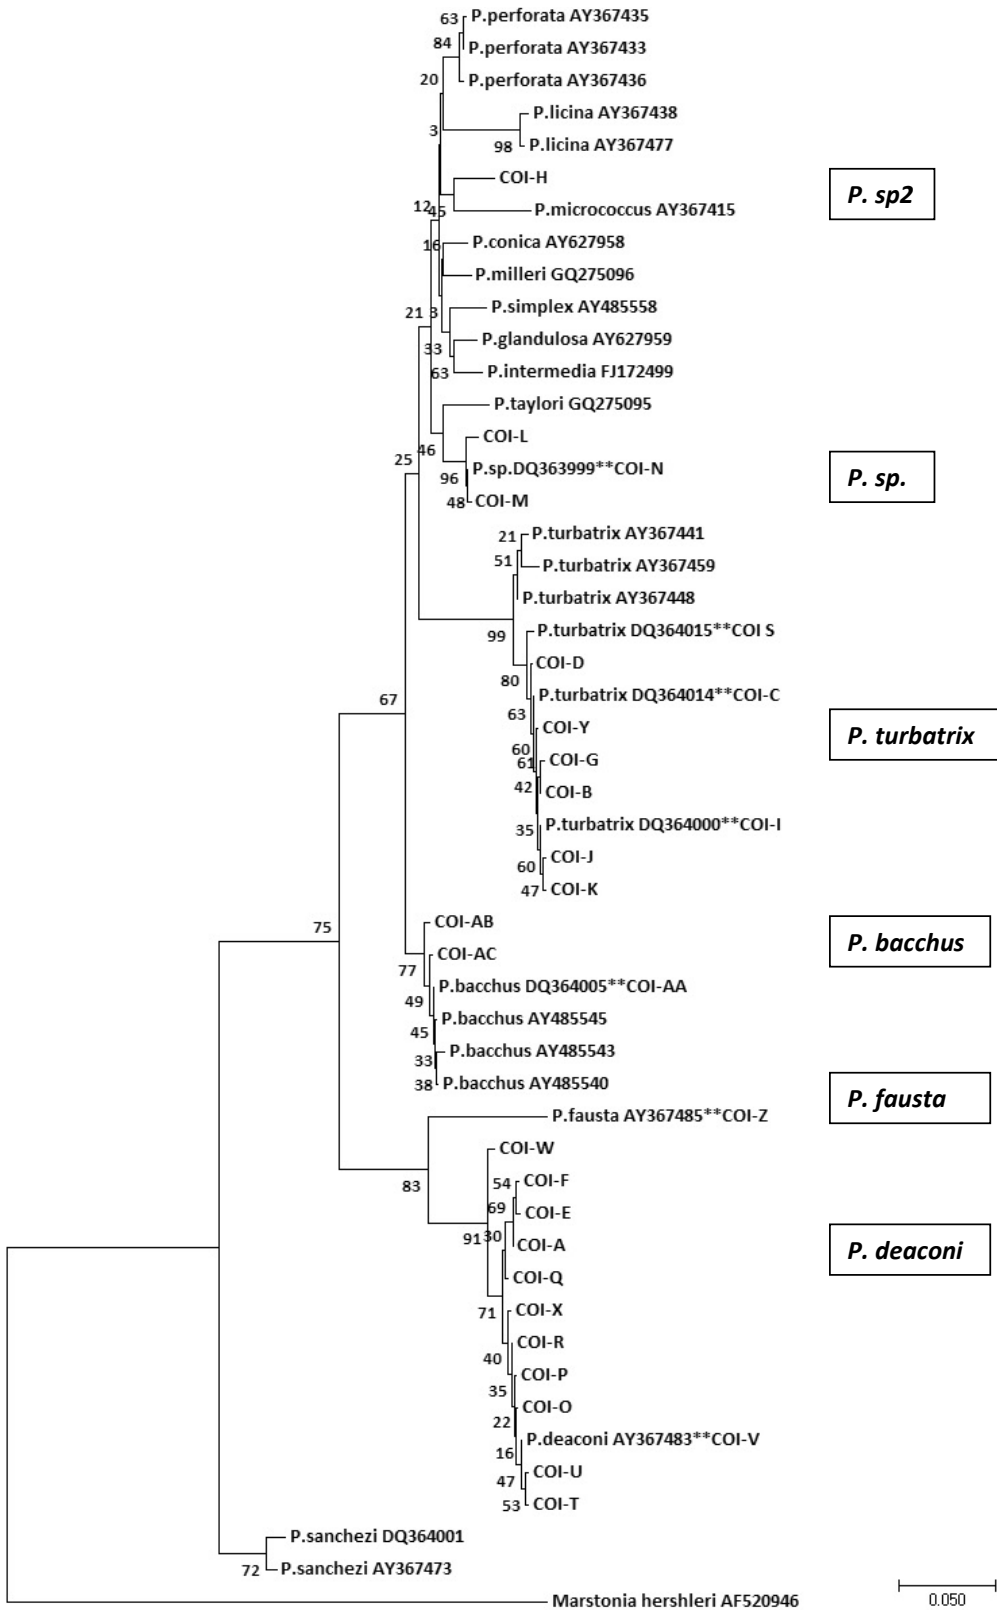 P.perforata AY367435
63
84
P.perforata AY367433
20
P.perforata AY367436
P.licina AY367438
3
98
P.licina AY367477
COI-H
P. sp2
12
45
P.micrococcus AY367415
16
P.conica AY627958
P.milleri GQ275096
21
3
P.simplex AY485558
33
P.glandulosa AY627959
63
P.intermedia FJ172499
P.taylori GQ275095
COI-L
25
46
P.sp.DQ363999**COI-N
P. sp.
96
48
COI-M
21
P.turbatrix AY367441
51
P.turbatrix AY367459
P.turbatrix AY367448
99
P.turbatrix DQ364015**COI S
COI-D
80
67
P.turbatrix DQ364014**COI-C
63
COI-Y
P. turbatrix
60
61
COI-G
42
COI-B
35
P.turbatrix DQ364000**COI-I
60
COI-J
47
COI-K
75
COI-AB
P. bacchus
77
COI-AC
49
P.bacchus DQ364005**COI-AA
45
P.bacchus AY485545
33
P.bacchus AY485543
38
P.bacchus AY485540
P. fausta
P.fausta AY367485**COI-Z
COI-W
83
54
COI-F
69
COI-E
91
30
COI-A
P. deaconi
COI-Q
71
COI-X
COI-R
40
COI-P
35
COI-O
22
P.deaconi AY367483**COI-V
16
COI-U
47
53
COI-T
P.sanchezi DQ364001
72
P.sanchezi AY367473
Marstonia hershleri AF520946
0.050